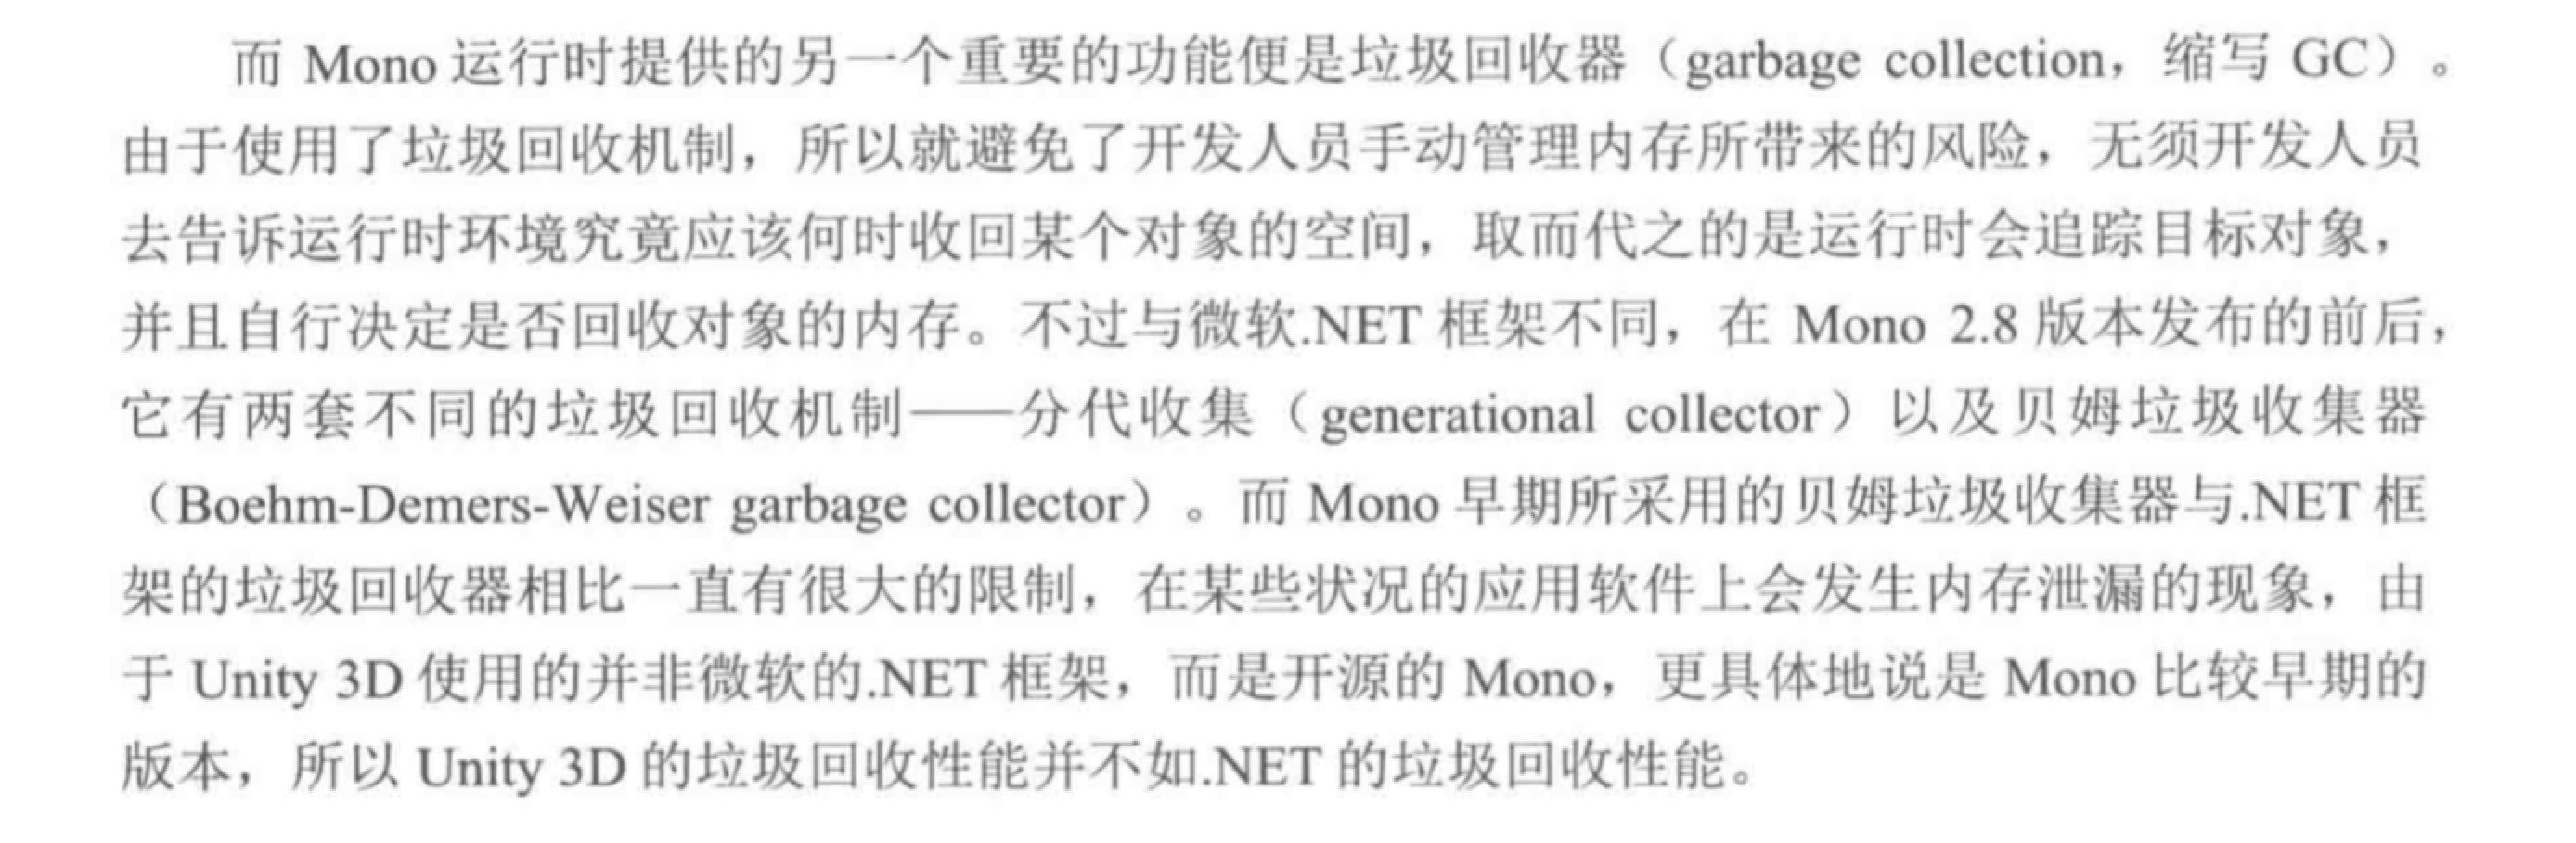 而 Mono 运行时提供的另一个重要的功能便是垃圾回收器（garbage collection，缩写 GC）。
由于使用了垃圾回收机制，所以就避免了开发人员手动管理内存所带来的风险，无须开发人员
去告诉运行时环境究竟应该何时收回某个对象的空间，取而代之的是运行时会追踪目标对象，
并且自行决定是否回收对象的内存。不过与微软.NET 框架不同，在 Mono 2.8 版本发布的前后，
它有两套不同的垃圾回收机制——分代收集（generational collector）以及贝姆垃圾收集器
（Boehm-Demers-Weiser garbage collector）。而 Mono 早期所采用的贝姆垃圾收集器与.NET 框
架的垃圾回收器相比一直有很大的限制，在某些状况的应用软件上会发生内存泄漏的现象，由
于 Unity 3D 使用的并非微软的.NET 框架，而是开源的 Mono，更具体地说是 Mono 比较早期的
版本，所以 Unity 3D 的垃圾回收性能并不如.NET 的垃圾回收性能。